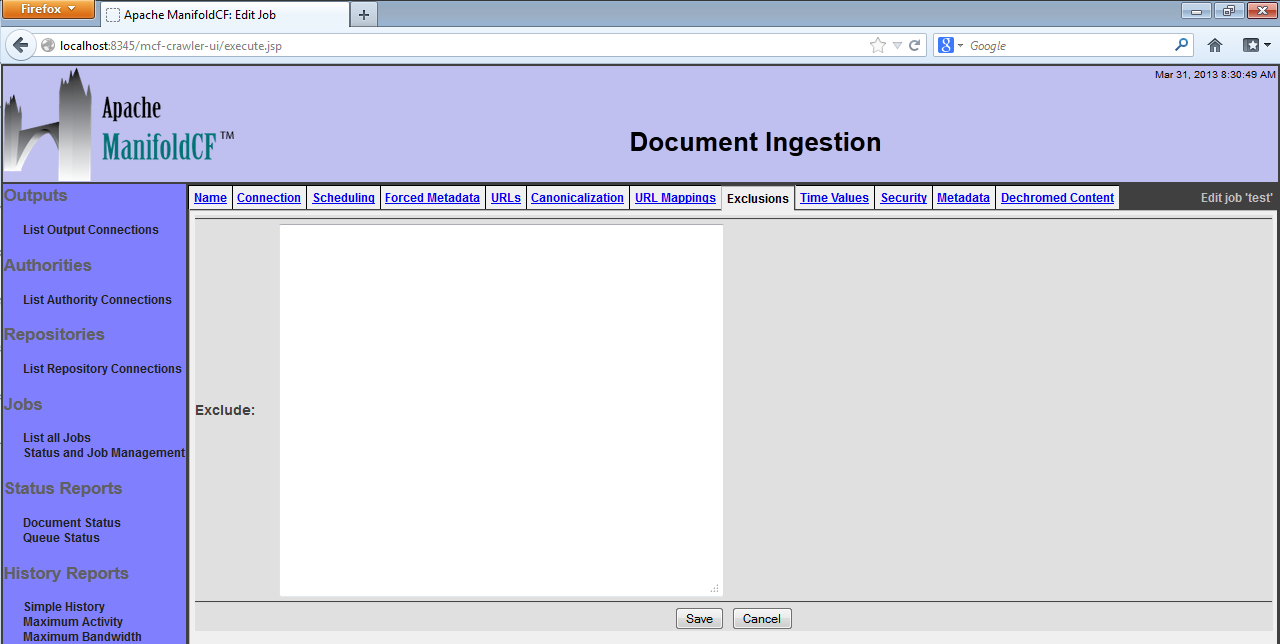 Firefox
Apache ManifoldCF: Edit Job
localhost:8345/mcf-crawler-ui/execute.jsp
8
Google
Mar 31, 2013 8:30:49 AM
Apache
ManifoldCF™
Document Ingestion
Name Connection Scheduling Forced Metadata URLs Canonicalization URL Mappings Exclusions Time Values Security Metadata Dechromed Content
Edit job 'test'
Outputs
List Output Connections
Authorities
List Authority Connections
Repositories
List Repository Connections
Jobs
List all Jobs
Status and Job Management
Status Reports
Document Status
Queue Status
History Reports
Simple History
Maximum Activity
Maximum Bandwidth
Exclude:
Save Cancel